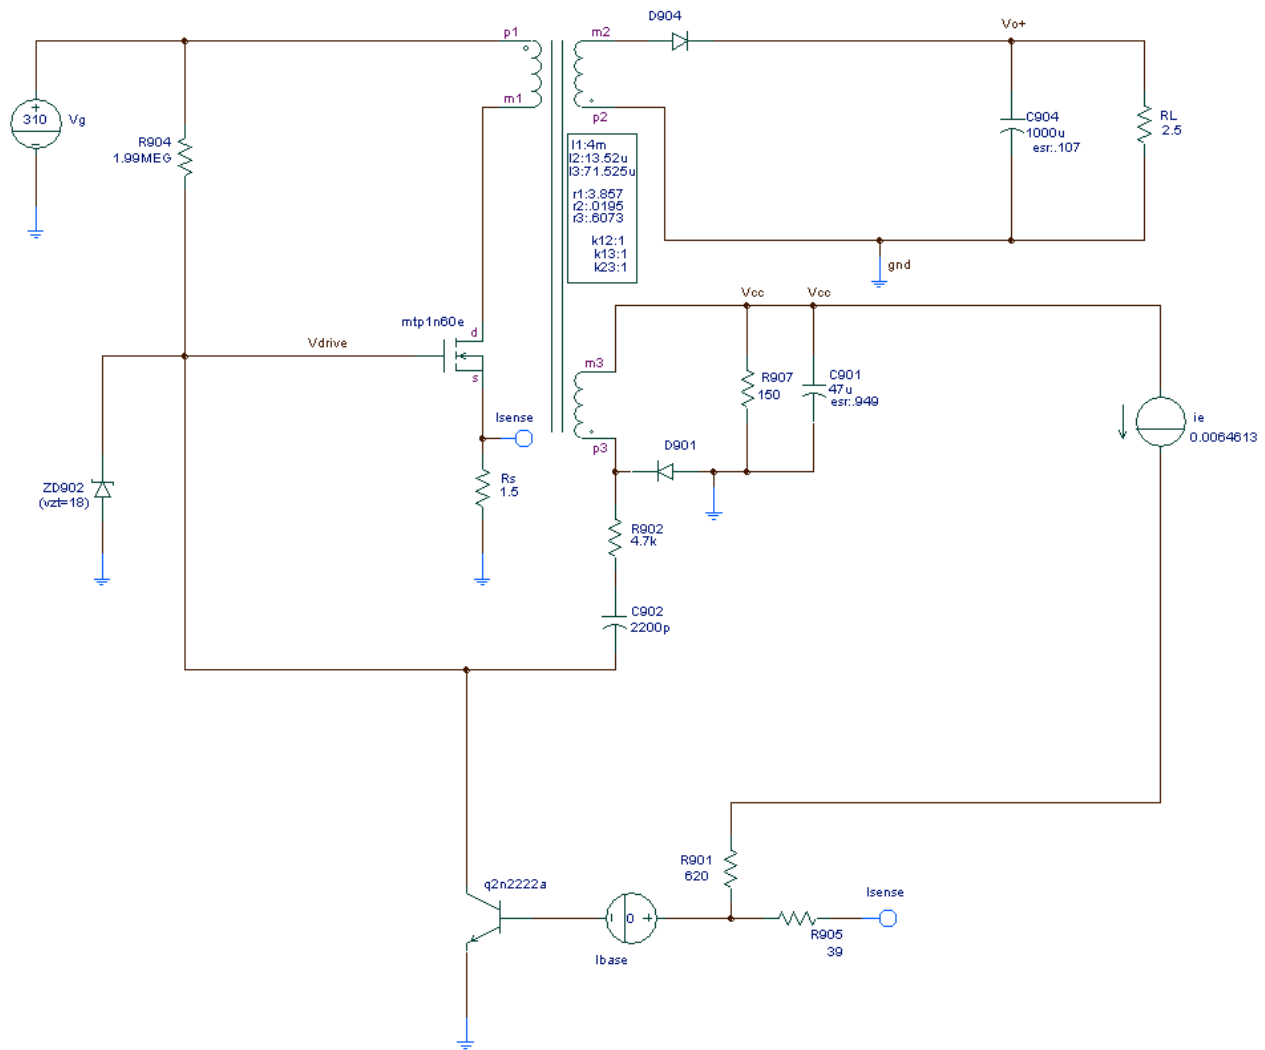 D904
Vo+
p1
m2
+
310
Vg
m1
p2
C904
1000u
esr:.107
RL
2.5
R904
1.99MEG
l1:4m
l2:13.52u
l3:71.525u
r1:3.857
r2:.0195
r3:.6073
k12:1
k13:1
k23:1
gnd
Vcc
Vcc
mtp1n60e
d
Vdrive
s
m3
R907
150
C901
47u
esr:.949
ie
0.0064613
Isense
p3
D901
ZD902
(vzt=18)
Rs
1.5
R902
4.7k
C902
2200p
R901
620
q2n2222a
Isense
0 +
Ibase
R905
39